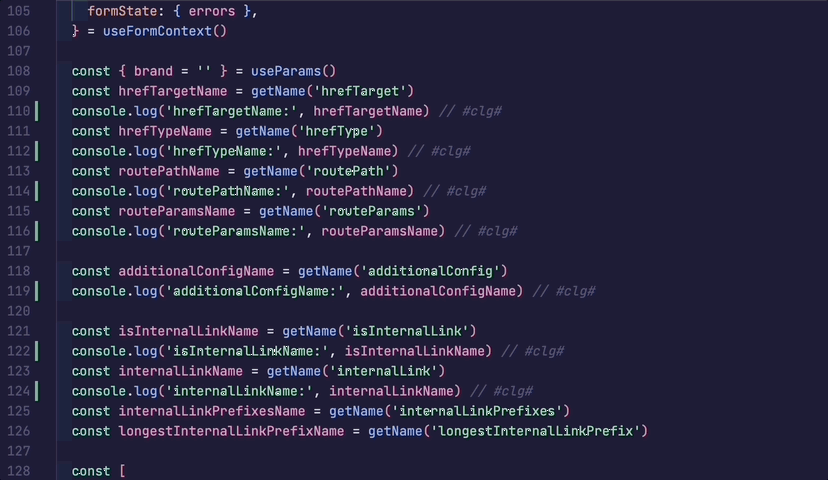 105 formState: { errors },
106 } = useFormContext()
107
108 const { brand = '' } = useParams()
109 const hrefTargetName = getName('hrefTarget')
110 console.log('hrefTargetName:', hrefTargetName) // #clg#
111 const hrefTypeName = getName('hrefType')
112 console.log('hrefTypeName:', hrefTypeName) // #clg#
113 const routePathName = getName('routePath')
114 console.log('routePathName:', routePathName) // #clg#
115 const routeParamsName = getName('routeParams')
116 console.log('routeParamsName:', routeParamsName) // #clg#
117
118 const additionalConfigName = getName('additionalConfig')
119 console.log('additionalConfigName:', additionalConfigName) // #clg#
120
121 const isInternalLinkName = getName('isInternalLink')
122 console.log('isInternalLinkName:', isInternalLinkName) // #clg#
123 const internalLinkName = getName('internalLink')
124 console.log('internalLinkName:', internalLinkName) // #clg#
125 const internalLinkPrefixesName = getName('internalLinkPrefixes')
126 const longestInternalLinkPrefixName = getName('longestInternalLinkPrefix')
127
128 const [